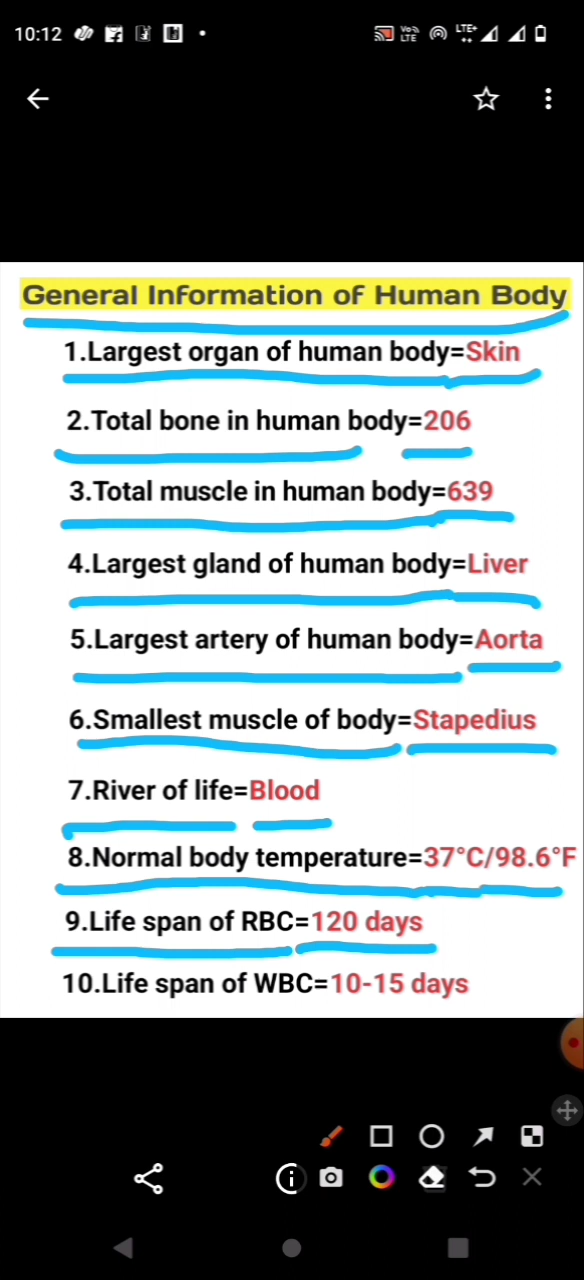 10:12
Vo LTE
LTE+
General Information of Human Body
1.Largest organ of human body=Skin
2.Total bone in human body=206
3.Total muscle in human body=639
4.Largest gland of human body=Liver
5.Largest artery of human body=Aorta
6.Smallest muscle of body=Stapedius
7.River of life=Blood
8.Normal body temperature=37°C/98.6°F
9.Life span of RBC=120 days
10.Life span of WBC=10-15 days